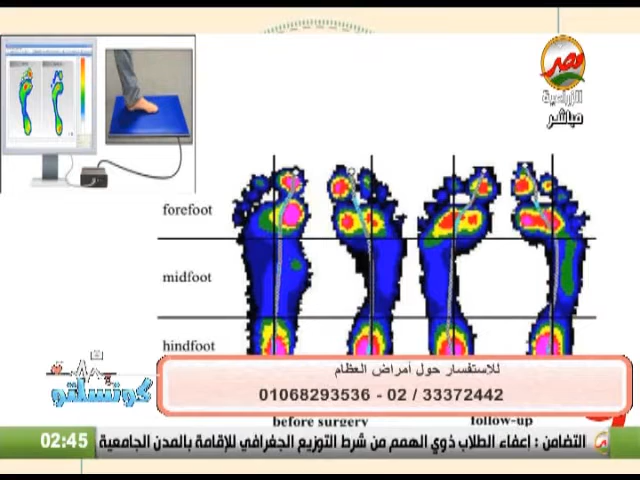 مصر
الزراعية
مباشر
forefoot
midfoot
hindfoot
للاستفسار حول أمراض العظام
01068293536 - 02 / 33372442
كونسلتو
before surgery
follow-up
02:45
التضامن : إعفاء الطلاب ذوي الهمم من شرط التوزيع الجغرافي للإقامة بالمدن الجامعية